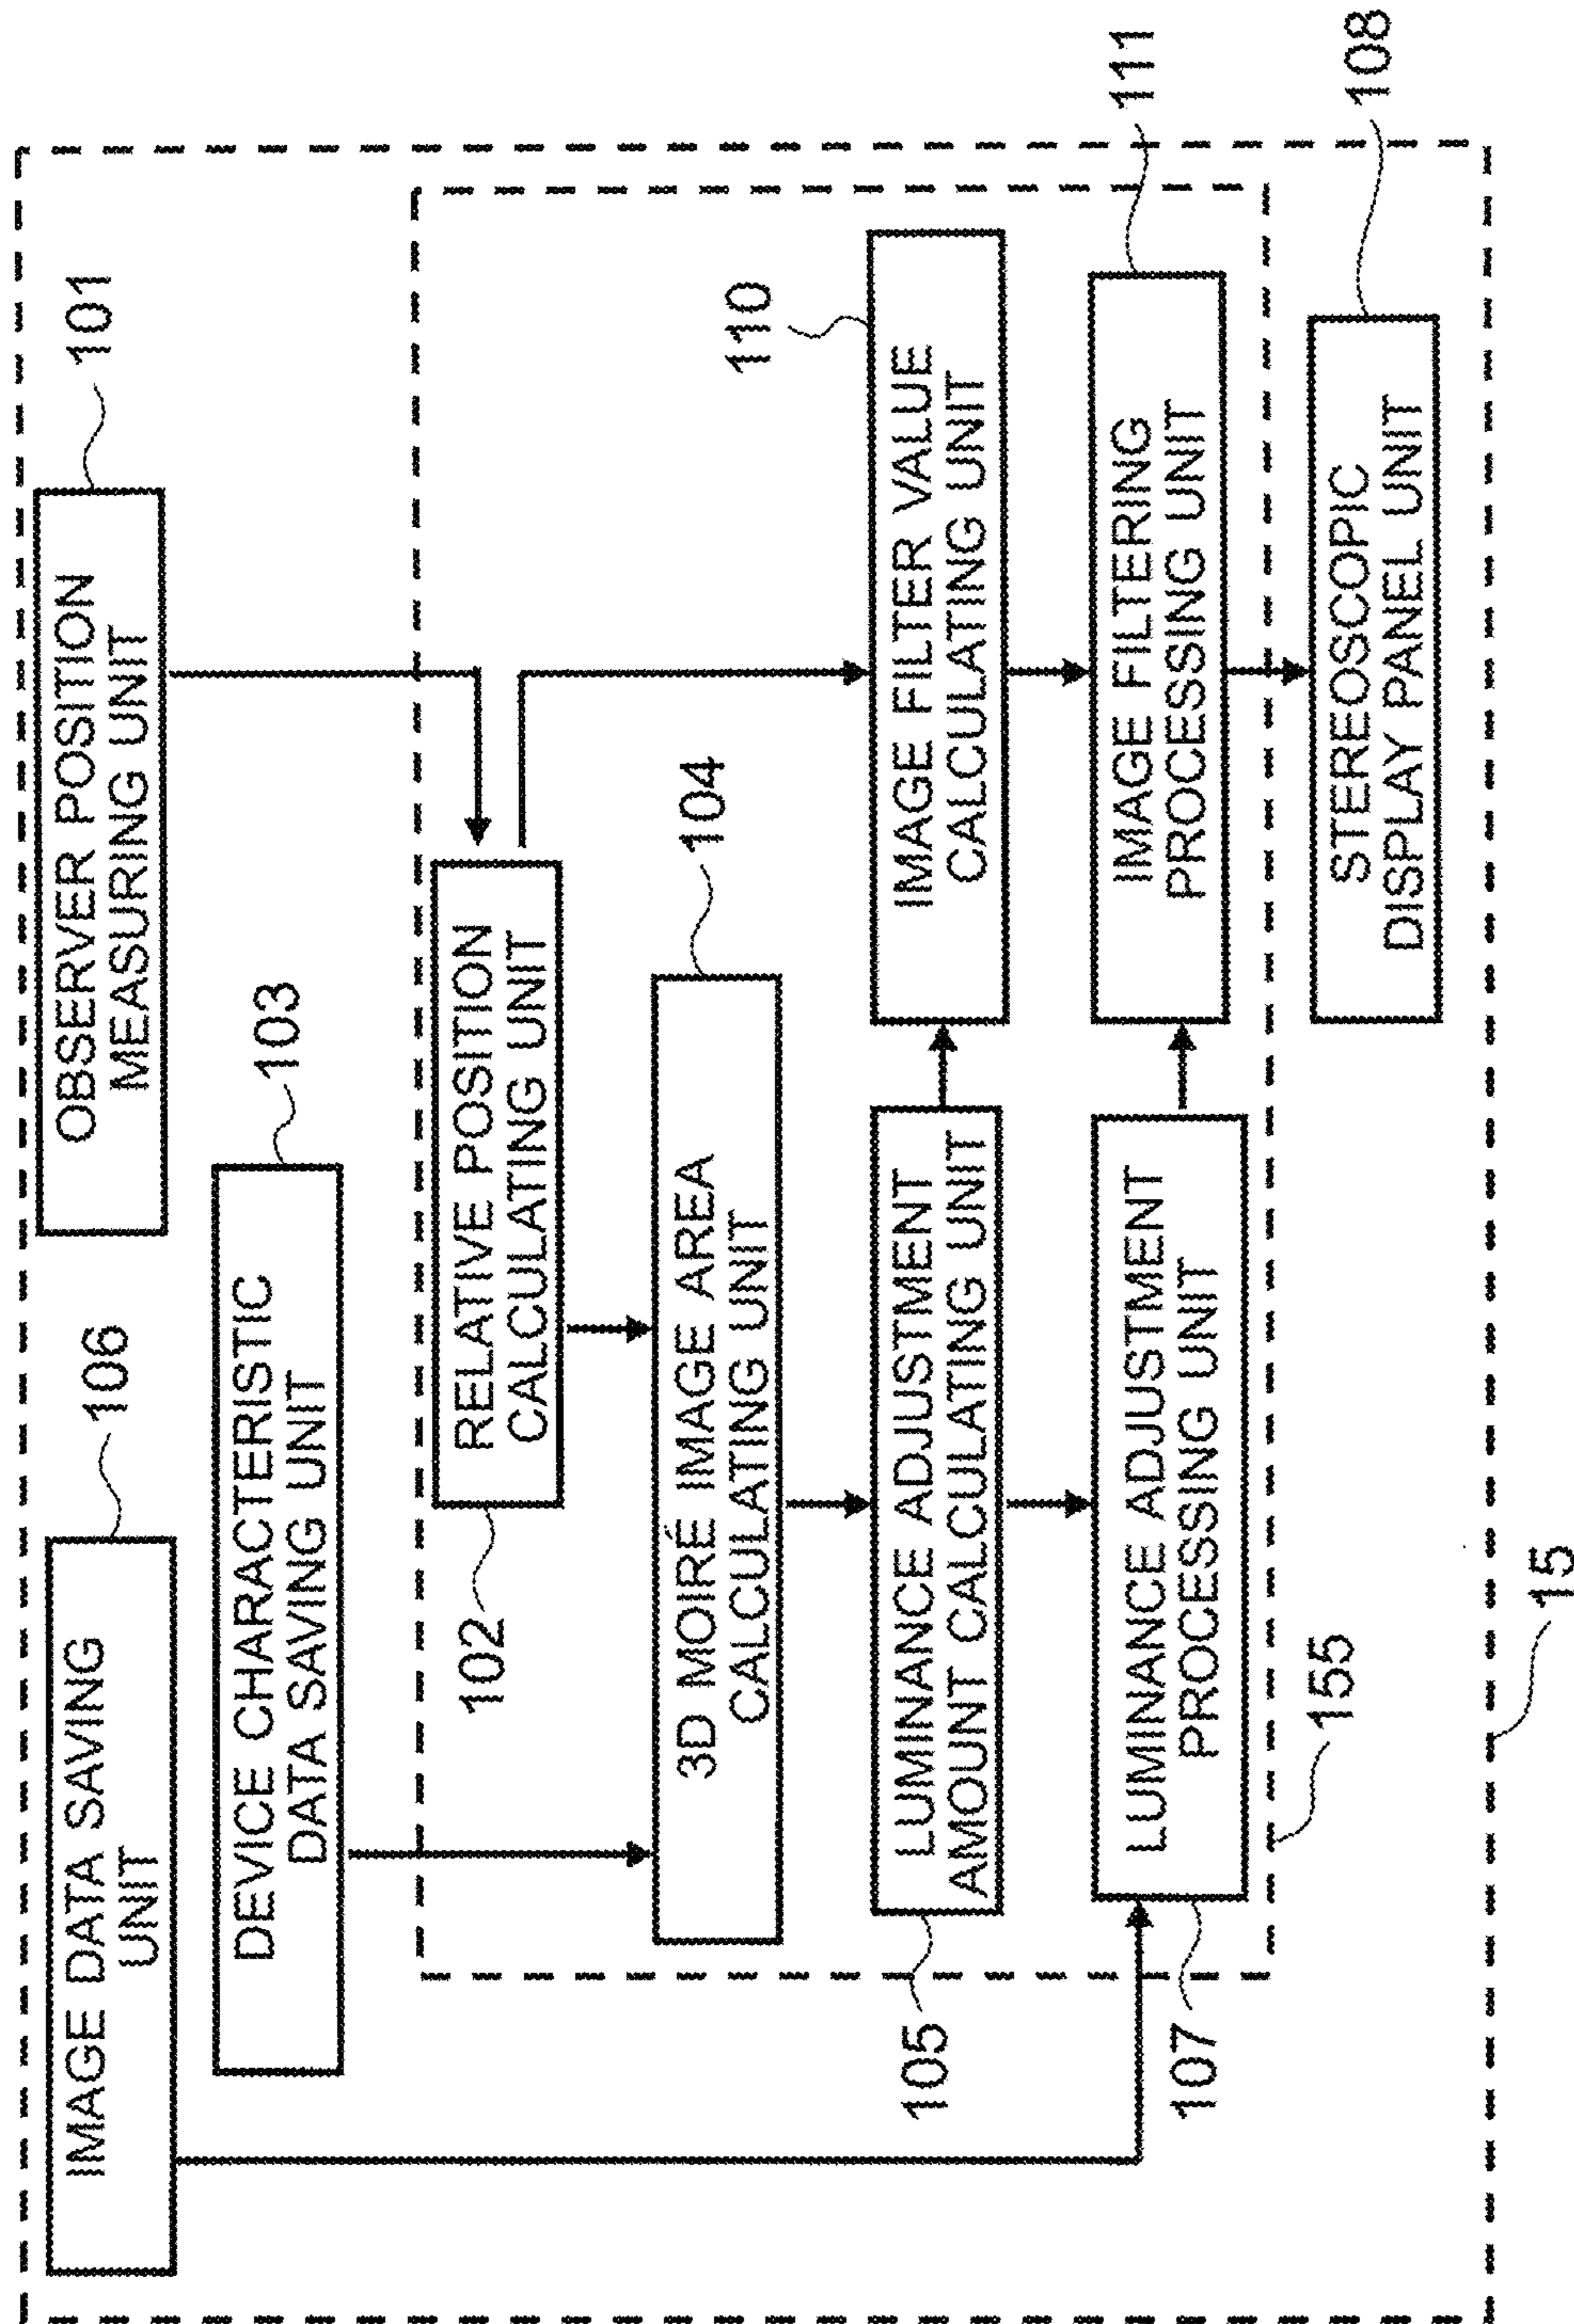 IMAGE DATA SAVING
UNIT
106
OBSERVER POSITION
MEASURING UNIT
101
DEVICE CHARACTERISTIC
DATA SAVING UNIT
103
RELATIVE POSITION
CALCULATING UNIT
102
3D MOIRÉ IMAGE AREA
CALCULATING UNIT
104
LUMINANCE ADJUSTMENT
AMOUNT CALCULATING UNIT
105
IMAGE FILTER VALUE
CALCULATING UNIT
110
LUMINANCE ADJUSTMENT
PROCESSING UNIT
107
IMAGE FILTERING
PROCESSING UNIT
111
155
STEREOSCOPIC
DISPLAY PANEL UNIT
108
15